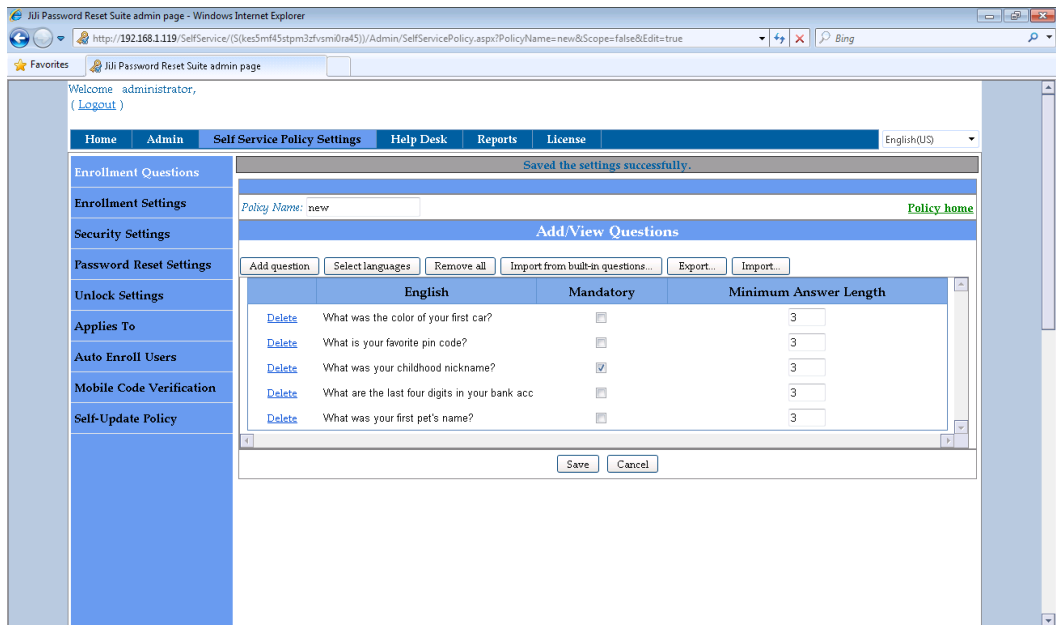 JiJi Password Reset Suite admin page - Windows Internet Explorer
http://192.168.1.119/SelfService/(S(kes5mf45stpm3zfvsmi0ra45))/Admin/SelfServicePolicy.aspx?PolicyName=new&Scope=false&Edit=true
Bing
Favorites
JiJi Password Reset Suite admin page
Welcome administrator,
( Logout )
Home Admin Self Service Policy Settings Help Desk Reports License English(US)
Enrollment Questions
Enrollment Settings
Security Settings
Password Reset Settings
Unlock Settings
Applies To
Auto Enroll Users
Mobile Code Verification
Self-Update Policy
Saved the settings successfully.
Policy Name: new Policy home
Add/View Questions
Add question Select languages Remove all Import from built-in questions... Export... Import...
English Mandatory Minimum Answer Length
Delete What was the color of your first car? 3
Delete What is your favorite pin code? 3
Delete What was your childhood nickname? 3
Delete What are the last four digits in your bank acc 3
Delete What was your first pet's name? 3
Save Cancel